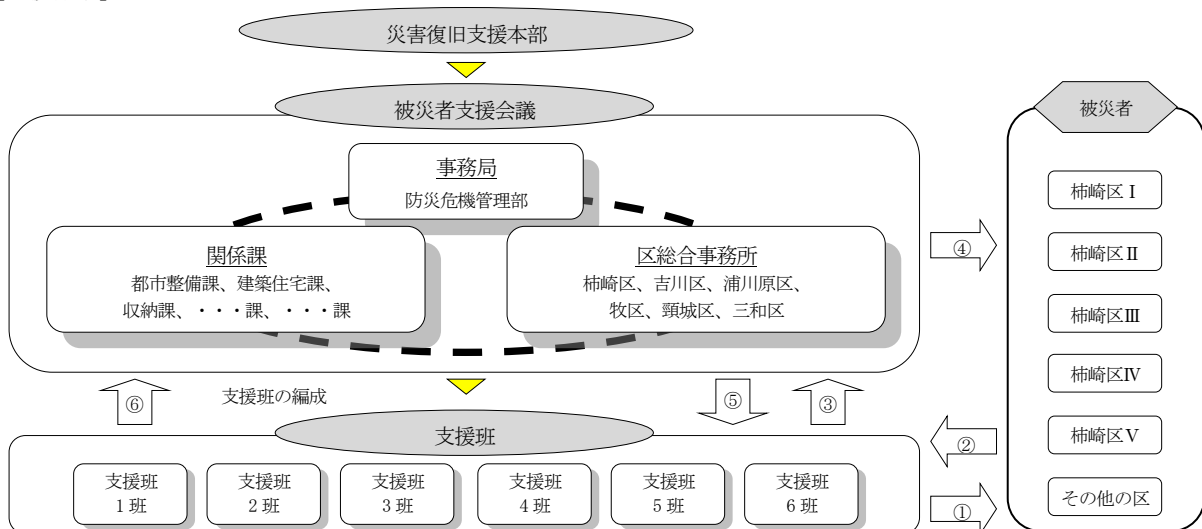 災害復旧支援本部
被災者支援会議
事務局
防災危機管理部
関係課
都市整備課、建築住宅課、
収納課、・・・課、・・・課
区総合事務所
柿崎区、吉川区、浦川原区、
牧区、頸城区、三和区
④
⑥
支援班の編成
⑤
③
支援班
支援班
1 班
支援班
2 班
支援班
3 班
支援班
4 班
支援班
5 班
支援班
6 班
②
①
被災者
柿崎区Ⅰ
柿崎区Ⅱ
柿崎区Ⅲ
柿崎区Ⅳ
柿崎区Ⅴ
その他の区